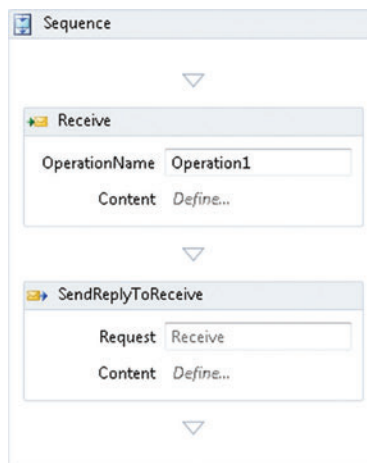 Sequence
Receive
OperationName Operation1
Content Define...
SendReplyToReceive
Request Receive
Content Define...